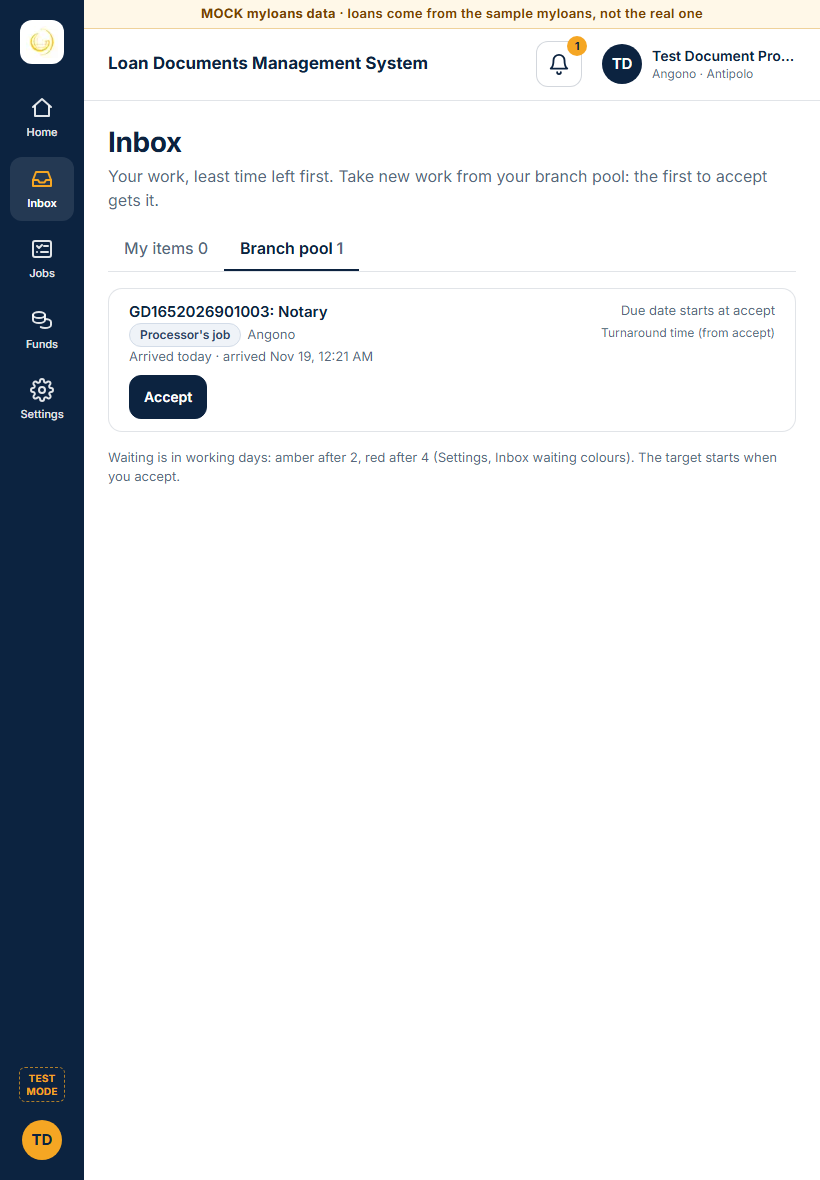 MOCK myloans data · loans come from the sample myloans, not the real one
Loan Documents Management System
1
TD
Test Document Pro...
Angono · Antipolo
Home
Inbox
Jobs
Funds
Settings
TEST
MODE
TD
Inbox
Your work, least time left first. Take new work from your branch pool: the first to accept
gets it.
My items 0
Branch pool 1
GD1652026901003: Notary
Due date starts at accept
Processor's job Angono
Turnaround time (from accept)
Arrived today · arrived Nov 19, 12:21 AM
Accept
Waiting is in working days: amber after 2, red after 4 (Settings, Inbox waiting colours). The target starts when
you accept.